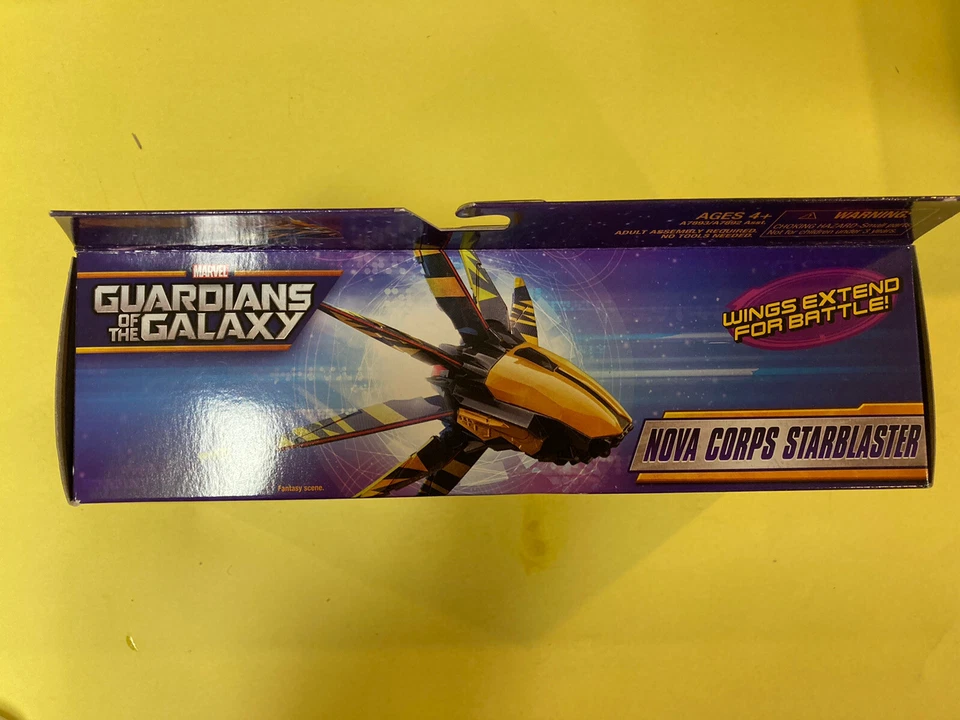 AGES 4+
A7893/A7892 Asst.
ADULT ASSEMBLY REQUIRED.
NO TOOLS NEEDED.
WARNING:
CHOKING HAZARD-Small parts
Not for children under 3 years.
MARVEL
GUARDIANS
OF THE GALAXY
WINGS EXTEND
FOR BATTLE!
NOVA CORPS STARBLASTER
Fantasy scene.